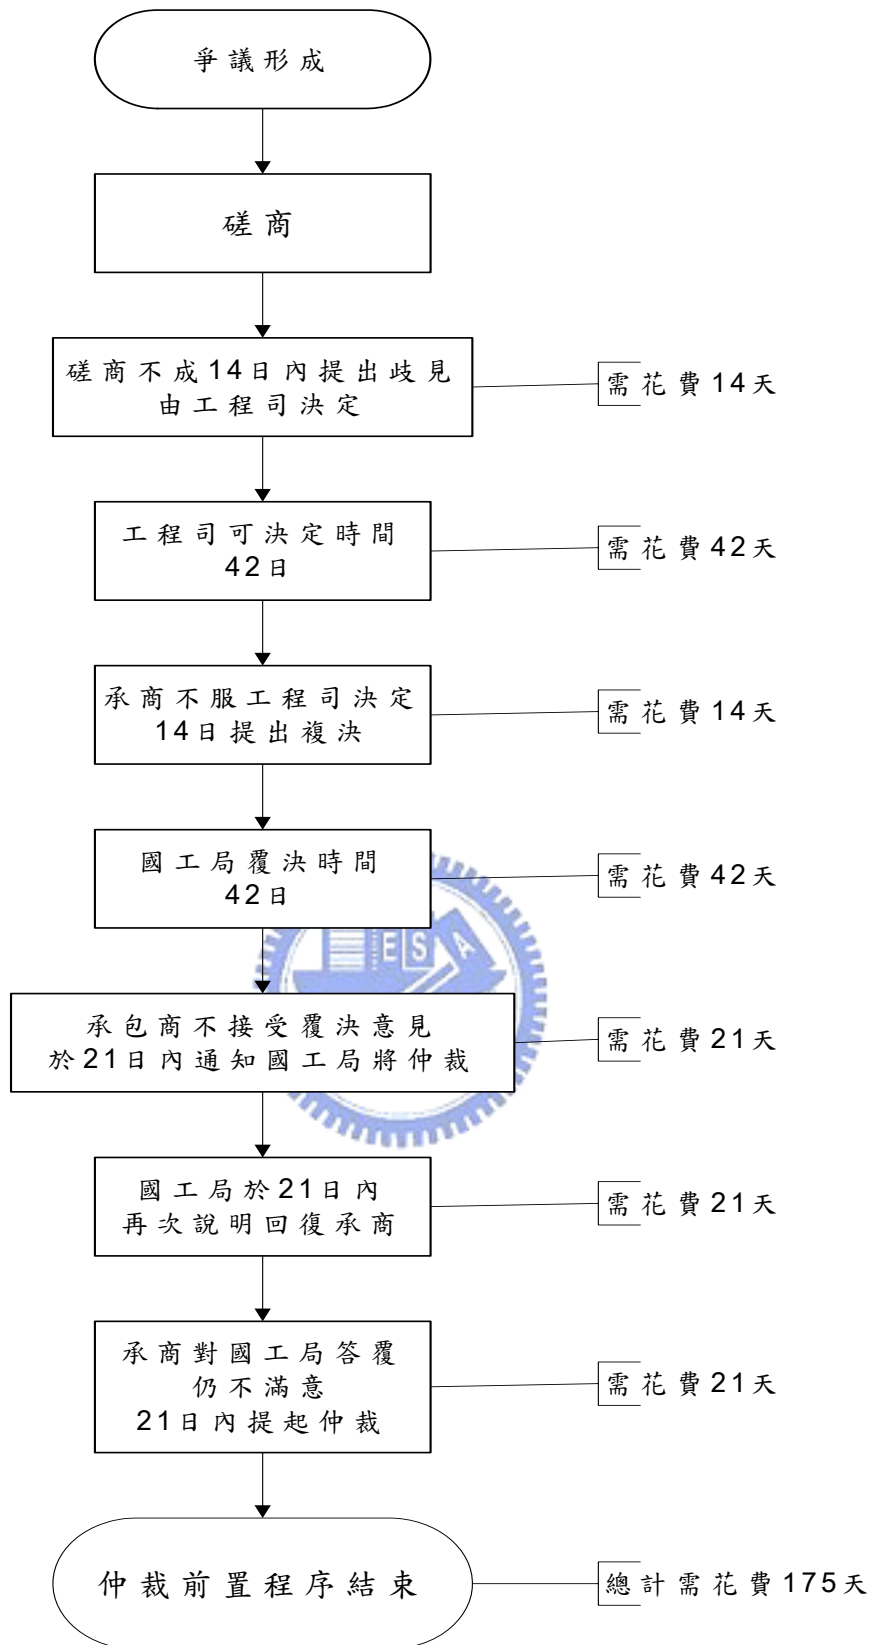 爭議形成
磋商
磋商不成14日內提出歧見
由工程司決定
需花費14天
工程司可決定時間
42日
需花費42天
承商不服工程司決定
14日提出複決
需花費14天
國工局覆決時間
42日
需花費42天
ESA
承包商不接受覆決意見
於21日內通知國工局將仲裁
需花費21天
國工局於21日內
再次說明回復承商
需花費21天
承商對國工局答覆
仍不滿意
21日內提起仲裁
需花費21天
仲裁前置程序結束
總計需花費175天